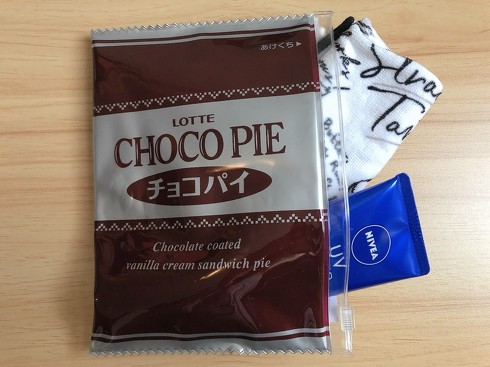 あけくち▶
LOTTE
CHOCO PIE
チョコパイ
Chocolate coated
vanilla cream sandwich pie
NIVEA
UV